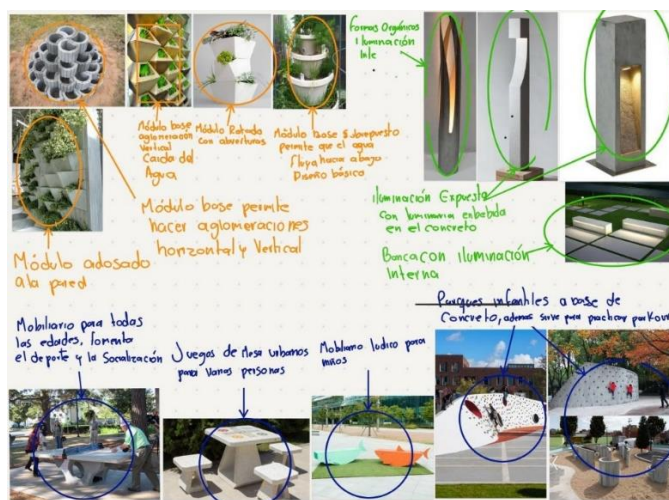 Módulo base
aglomeración
Vertical
Caida del
Agua
Módulo Rotado
con aberturas
Módulo base Superpuesto
permite que el agua
fluya hacia abajo
Diseño básico
Formas Orgánicas
Iluminación
Inte
Módulo base permite
hacer aglomeraciones
horizontal y Vertical
Módulo adosado
a la pared
iluminación Expuesta
con luminaria embebida
en el concreto
Banca con iluminación
Interna
Mobiliario para todas
las edades, fomenta
el deporte y la Socialización
Juegos de Mesa urbanos
para varias personas
Mobiliario ludico para
niños
Parques infantiles a base de
Concreto, ademas sirve para practicar parkour